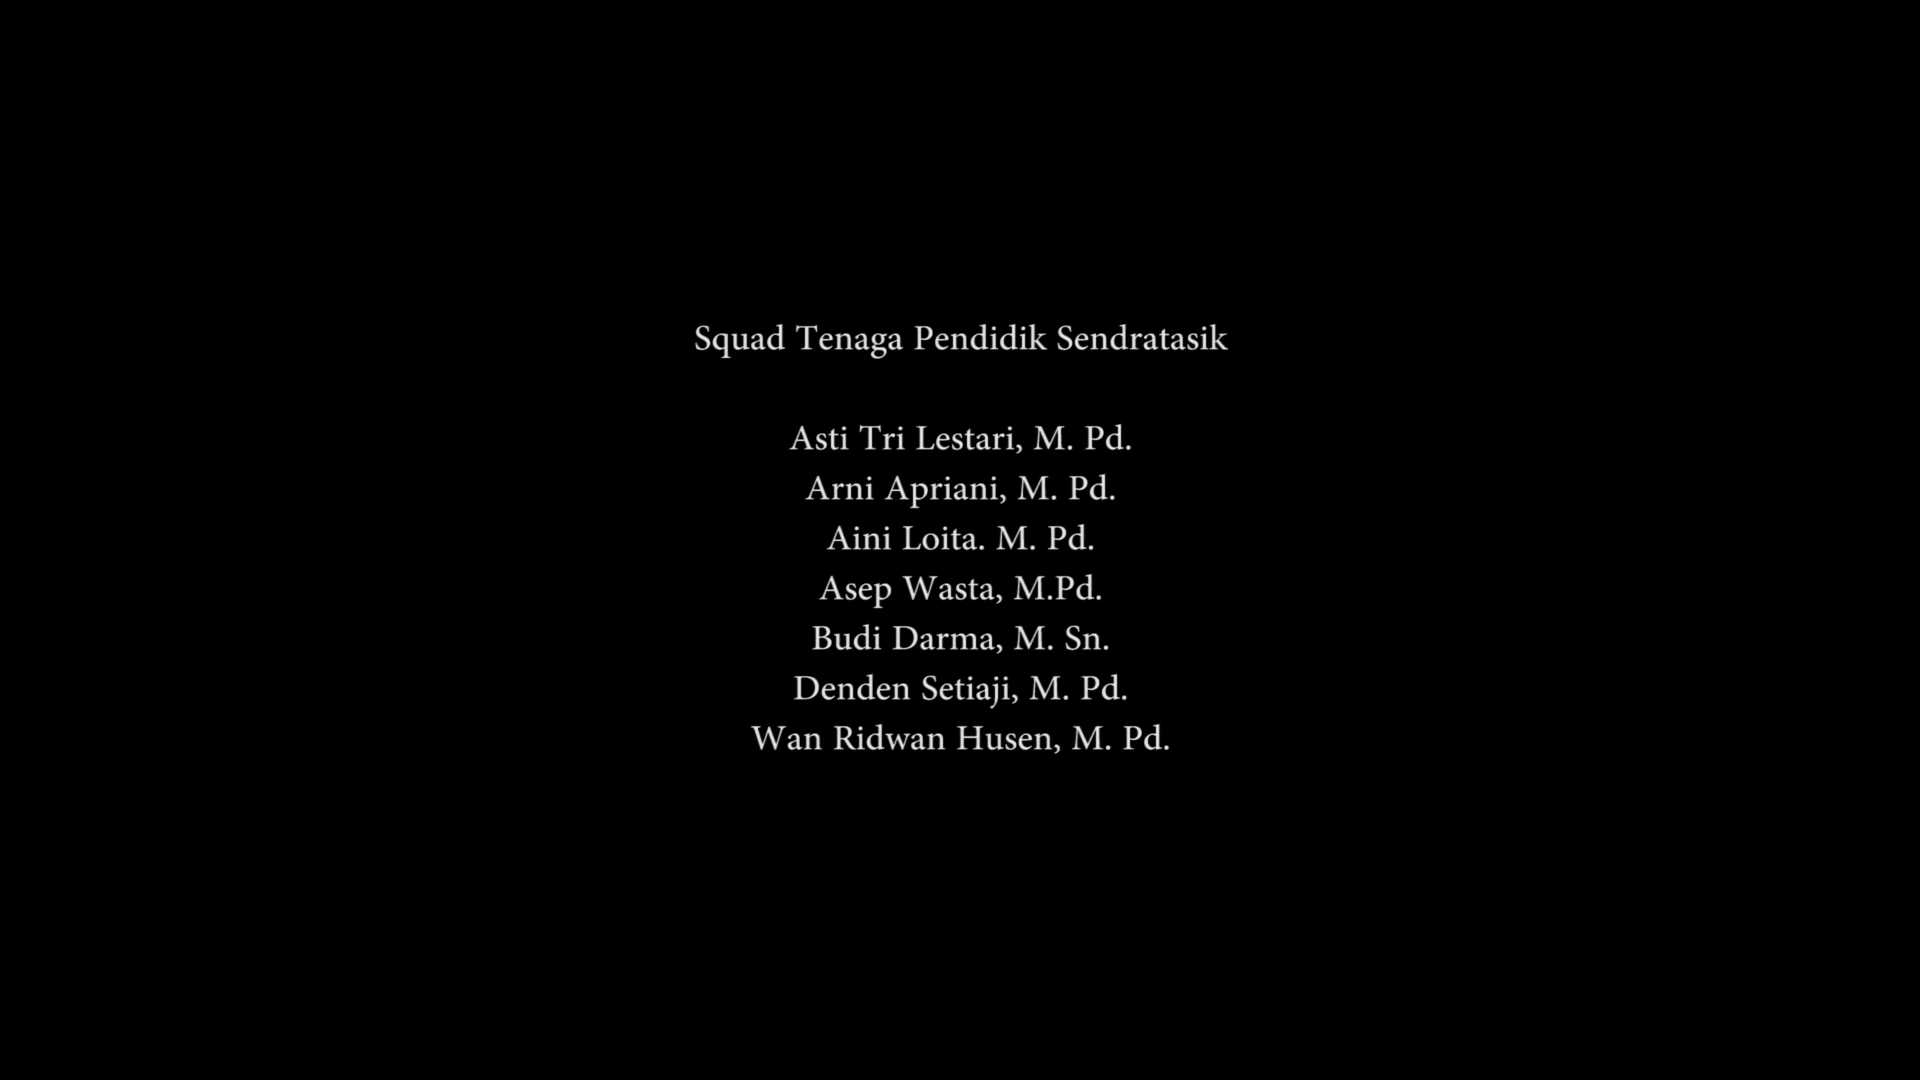 Squad Tenaga Pendidik Sendratasik
Asti Tri Lestari, M. Pd.
Arni Apriani, M. Pd.
Aini Loita. M. Pd.
Asep Wasta, M.Pd.
Budi Darma, M. Sn.
Denden Setiaji, M. Pd.
Wan Ridwan Husen, M. Pd.